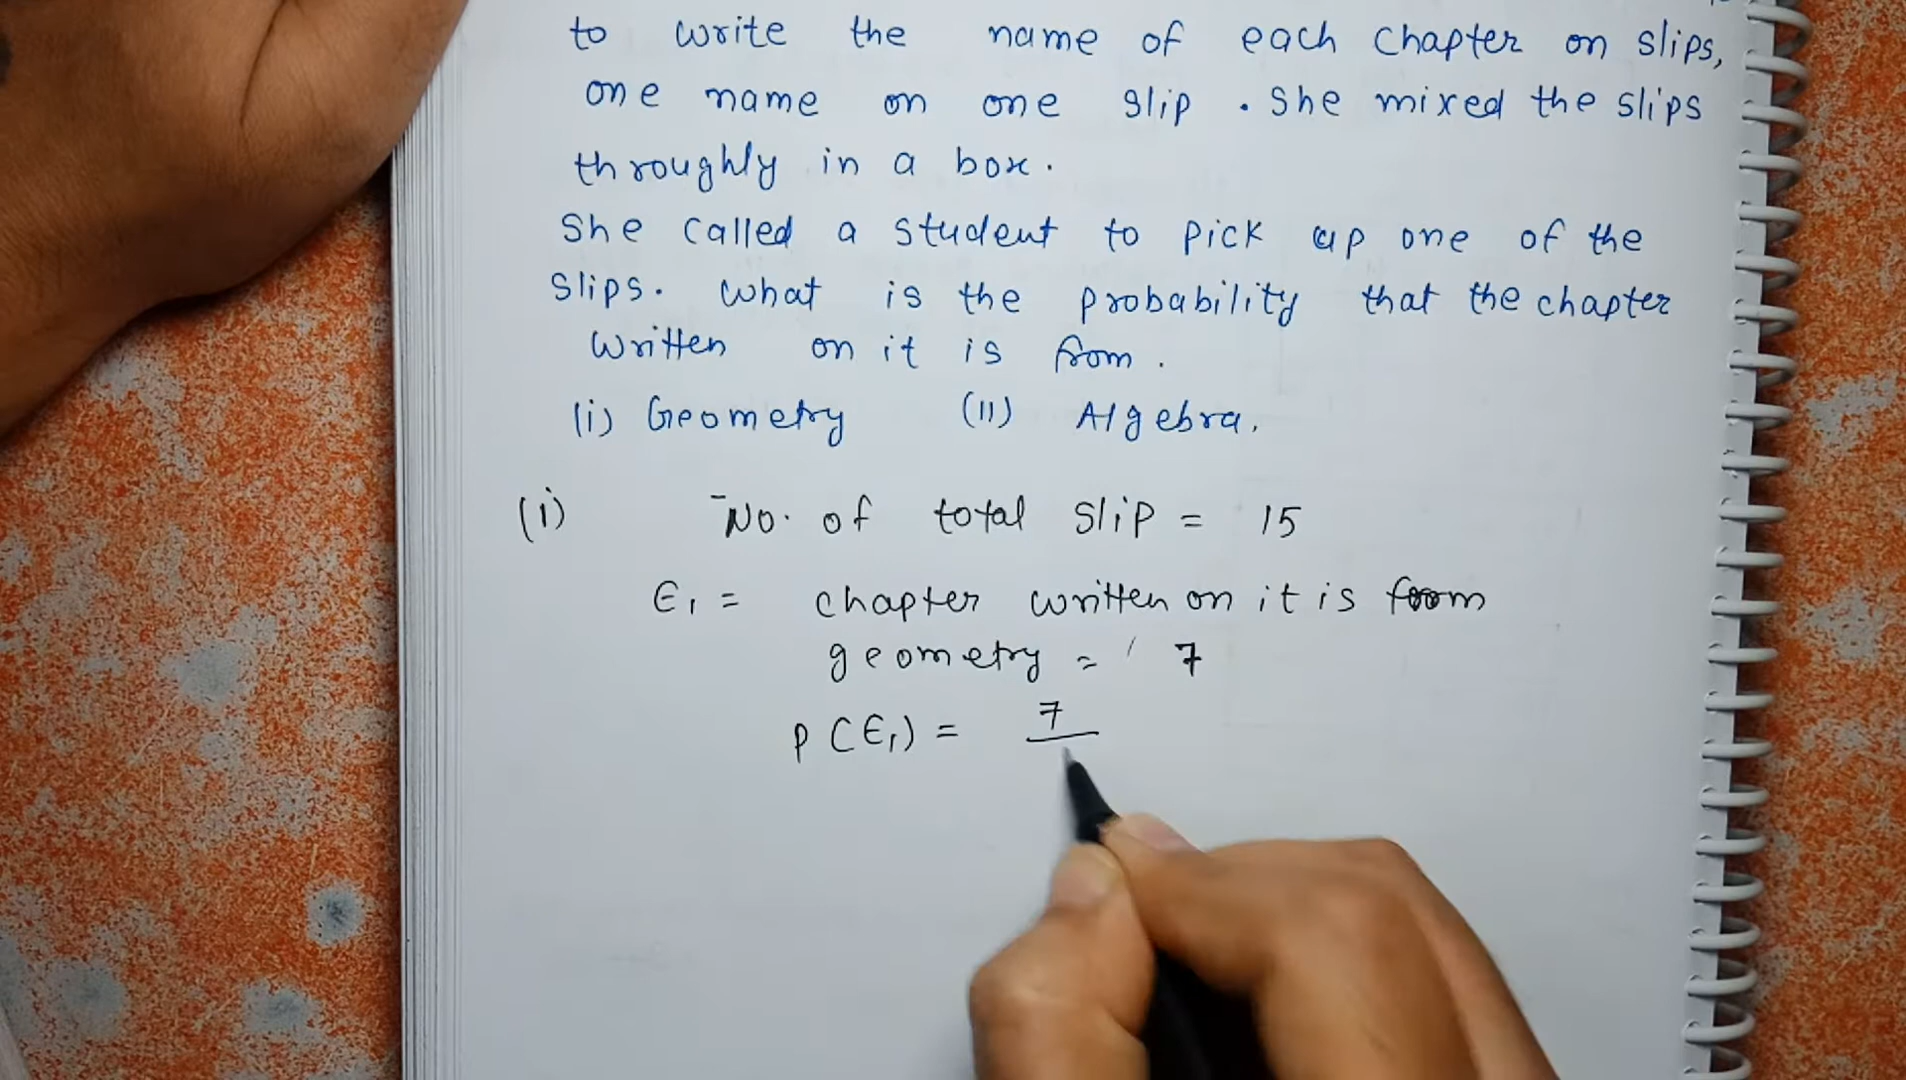 to write the name of each chapter on slips,
one name on one slip . She mixed the slips
throughly in a box.
She called a student to pick up one of the
slips. What is the probability that the chapter
written on it is from .
(i) Geometry (ii) Algebra.
(i) No. of total slip = 15
E₁ = chapter written on it is from
geometry = 7
P (E₁) = 7